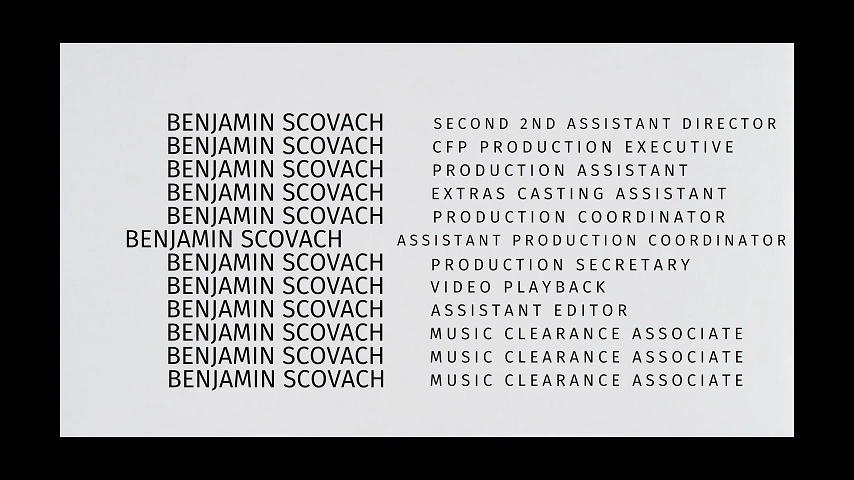 BENJAMIN SCOVACH SECOND 2ND ASSISTANT DIRECTOR
BENJAMIN SCOVACH CFP PRODUCTION EXECUTIVE
BENJAMIN SCOVACH PRODUCTION ASSISTANT
BENJAMIN SCOVACH EXTRAS CASTING ASSISTANT
BENJAMIN SCOVACH PRODUCTION COORDINATOR
BENJAMIN SCOVACH ASSISTANT PRODUCTION COORDINATOR
BENJAMIN SCOVACH PRODUCTION SECRETARY
BENJAMIN SCOVACH VIDEO PLAYBACK
BENJAMIN SCOVACH ASSISTANT EDITOR
BENJAMIN SCOVACH MUSIC CLEARANCE ASSOCIATE
BENJAMIN SCOVACH MUSIC CLEARANCE ASSOCIATE
BENJAMIN SCOVACH MUSIC CLEARANCE ASSOCIATE